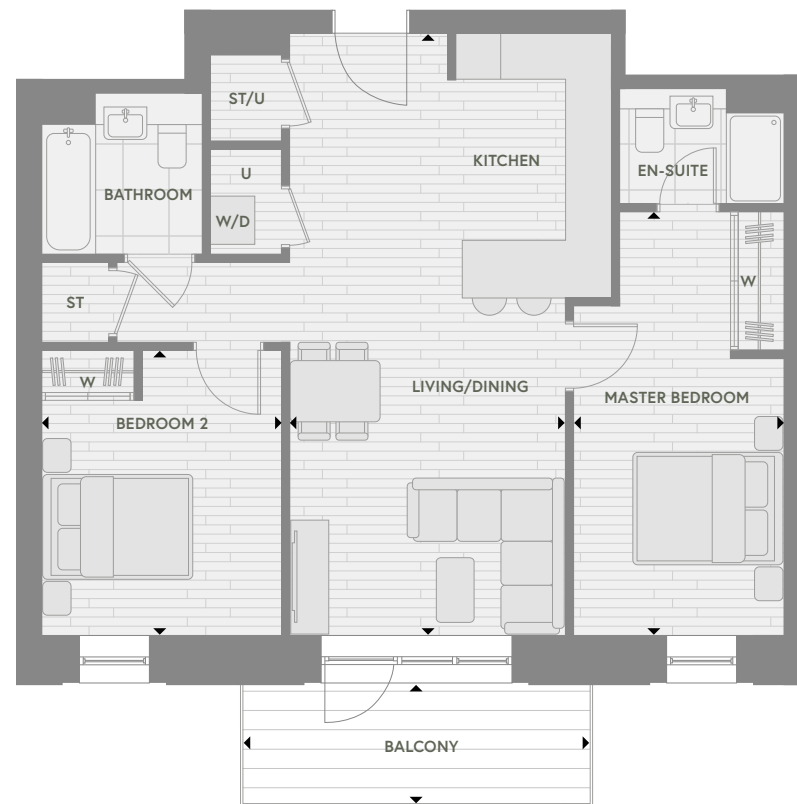 ST/U
KITCHEN
U
EN-SUITE
BATHROOM
W/D
W
ST
W
LIVING/DINING
MASTER BEDROOM
BEDROOM 2
BALCONY